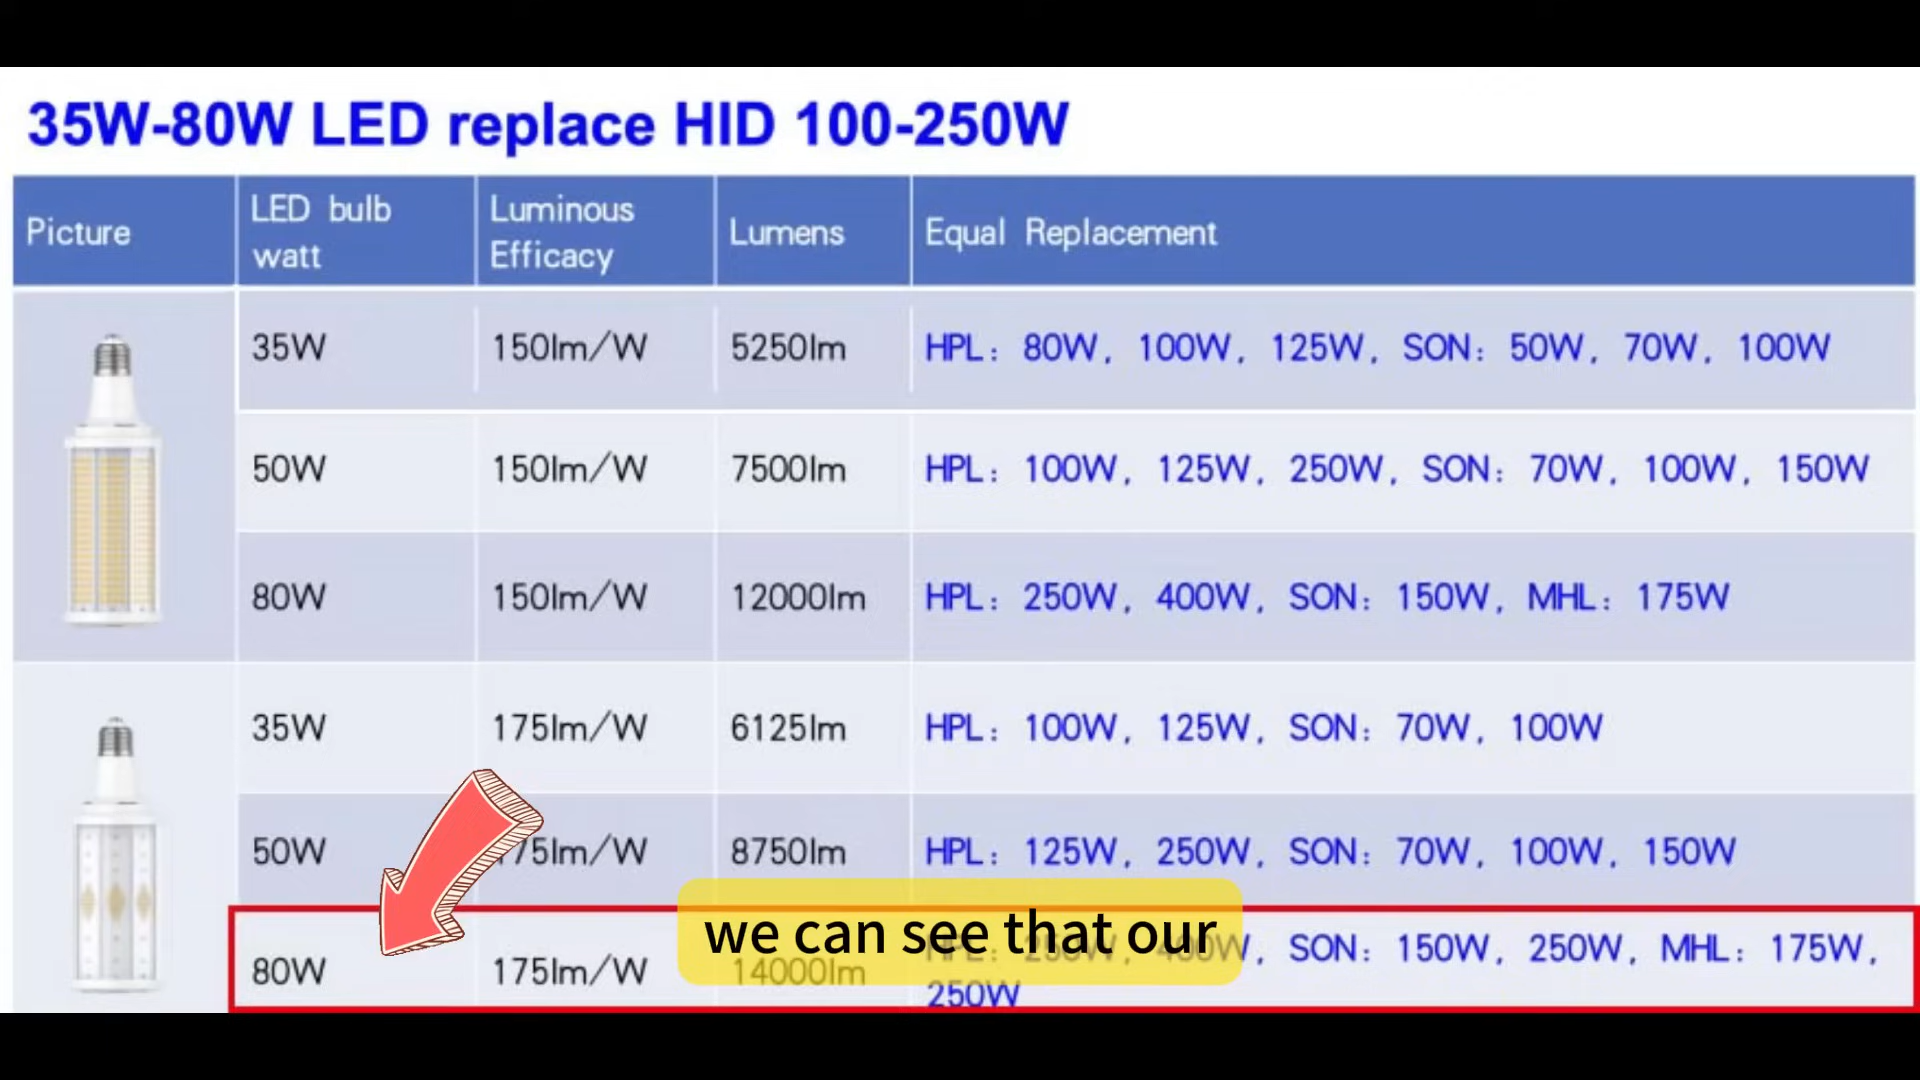 35W-80W LED replace HID 100-250W
Picture
LED bulb
watt
Luminous
Efficacy
Lumens
Equal Replacement
35W 150lm/W 5250lm HPL: 80W, 100W, 125W, SON: 50W, 70W, 100W
50W 150lm/W 7500lm HPL: 100W, 125W, 250W, SON: 70W, 100W, 150W
80W 150lm/W 12000lm HPL: 250W, 400W, SON: 150W, MHL: 175W
35W 175lm/W 6125lm HPL: 100W, 125W, SON: 70W, 100W
50W 175lm/W 8750lm HPL: 125W, 250W, SON: 70W, 100W, 150W
80W 175lm/W 14000lm HPL: 250W, 400W, SON: 150W, 250W, MHL: 175W,
250W
we can see that our